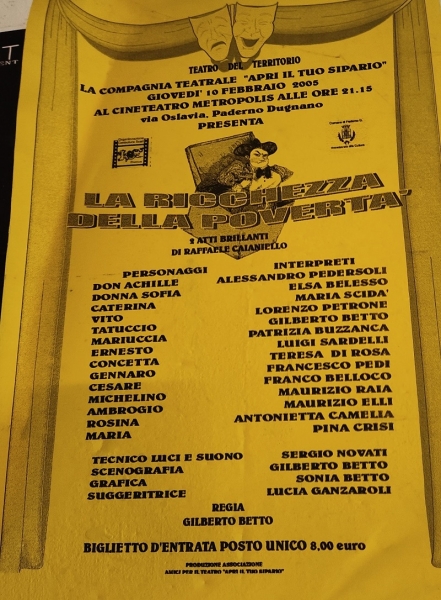 TEATRO DEL TERRITORIO
LA COMPAGNIA TEATRALE "APRI IL TUO SIPARIO"
GIOVEDI' 10 FEBBRAIO 2005
AL CINETEATRO METROPOLIS ALLE ORE 21.15
via Oslavia, Paderno Dugnano
PRESENTA
LA RICCHEZZA
DELLA POVERTA'
2 ATTI BRILLANTI
DI RAFFAELE CAIANIELLO
PERSONAGGI INTERPRETI
DON ACHILLE ALESSANDRO PEDERSOLI
DONNA SOFIA ELSA BELESSO
CATERINA MARIA SCIDA'
VITO LORENZO PETRONE
TATUCCIO GILBERTO BETTO
MARIUCCIA PATRIZIA BUZZANCA
ERNESTO LUIGI SARDELLI
CONCETTA TERESA DI ROSA
GENNARO FRANCESCO PEDI
CESARE FRANCO BELLOCO
MICHELINO MAURIZIO RAIA
AMBROGIO MAURIZIO ELLI
ROSINA ANTONIETTA CAMELIA
MARIA PINA CRISI
TECNICO LUCI E SUONO SERGIO NOVATI
SCENOGRAFIA GILBERTO BETTO
GRAFICA SONIA BETTO
SUGGERITRICE LUCIA GANZAROLI
REGIA
GILBERTO BETTO
BIGLIETTO D'ENTRATA POSTO UNICO 8,00 euro
PRODUZIONE ASSOCIAZIONE
AMICI PER IL TEATRO "APRI IL TUO SIPARIO"